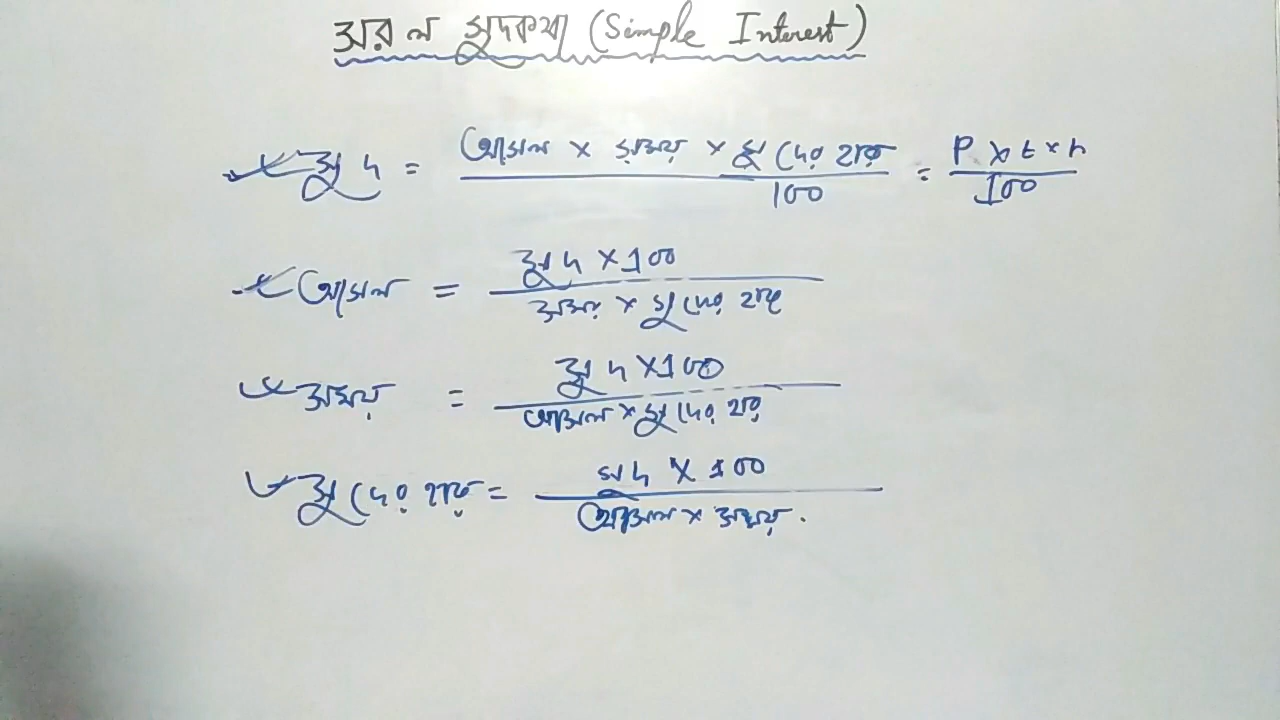 সরল সুদকষা (Simple Interest)
সুদ = আসল × সময় × সুদের হার / 100 = P × t × r / 100
আসল = সুদ × 100 / সময় × সুদের হার
সময় = সুদ × 100 / আসল × সুদের হার
সুদের হার = সুদ × 100 / আসল × সময়.